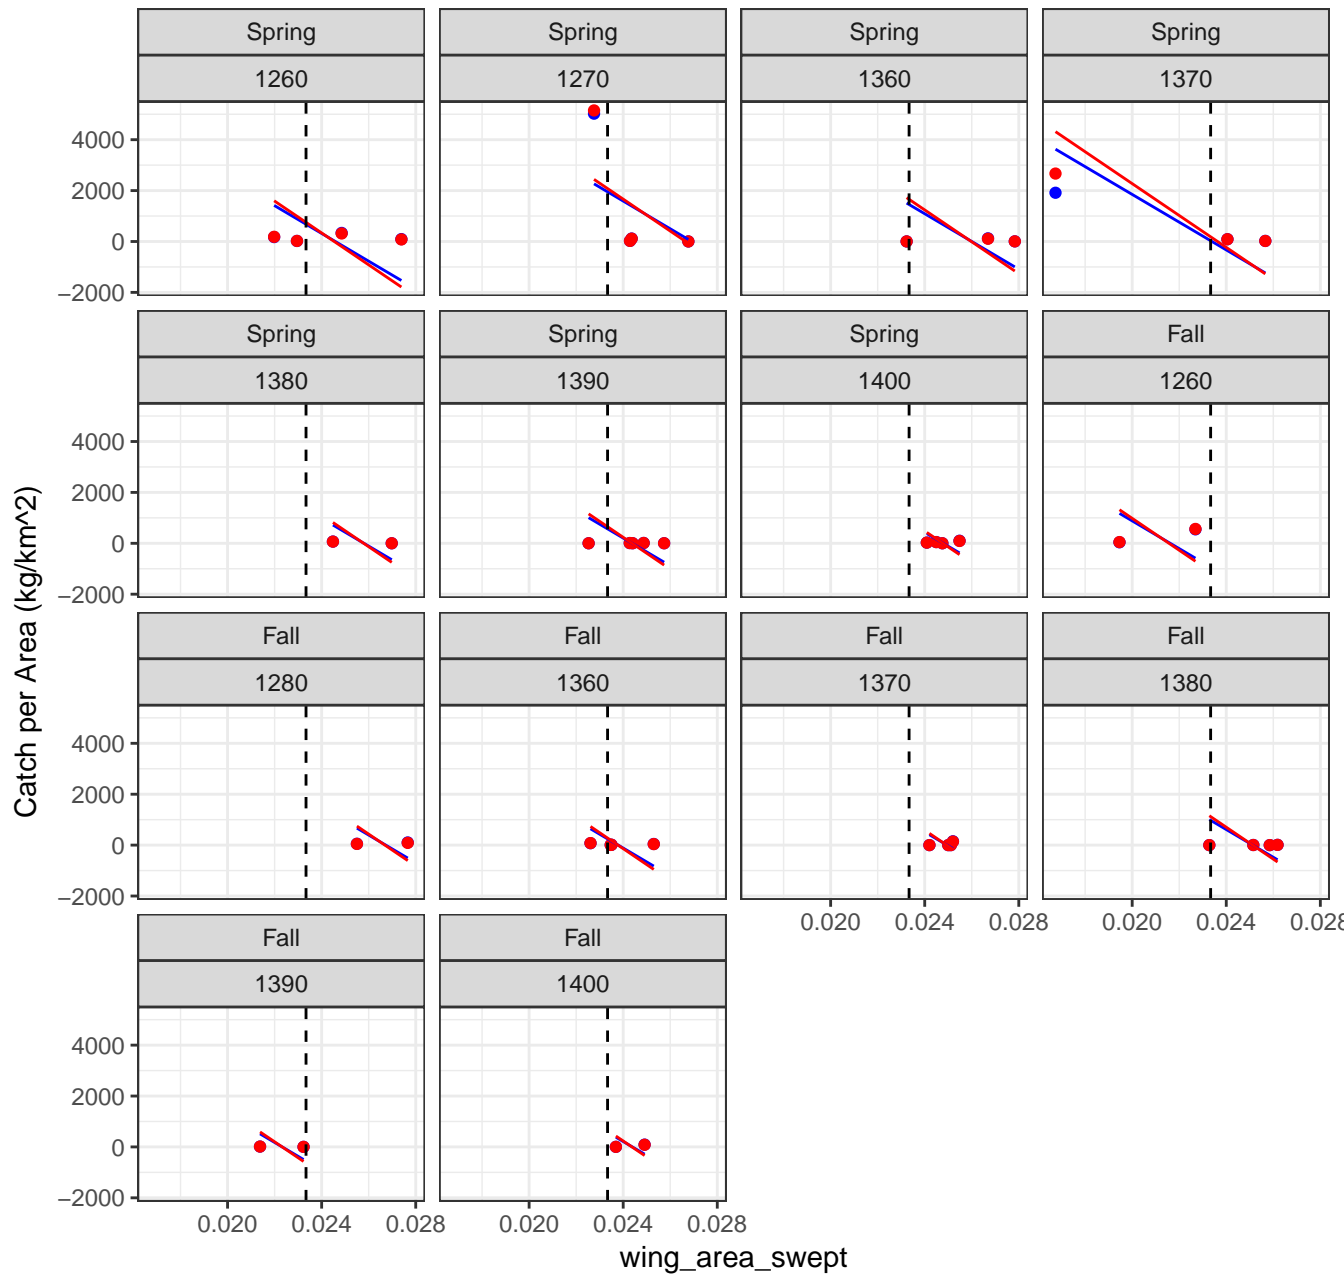 Spring Spring Spring Spring
1260 1270 1360 1370
4000
2000
0
−2000
Spring Spring Spring Fall
1380 1390 1400 1260
4000
2000
0
−2000
Catch per Area (kg/km^2)
Fall Fall Fall Fall
1280 1360 1370 1380
4000
2000
0
−2000
0.020 0.024 0.028 0.020 0.024 0.028
Fall Fall
1390 1400
4000
2000
0
−2000
0.020 0.024 0.028 0.020 0.024 0.028
wing_area_swept